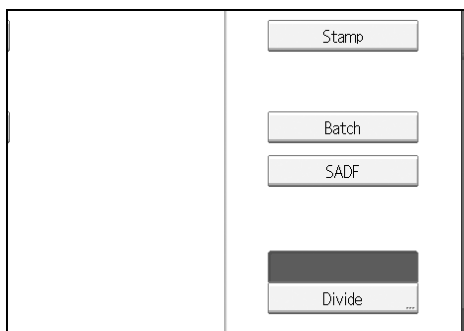 Stamp
Batch
SADF
Divide
...